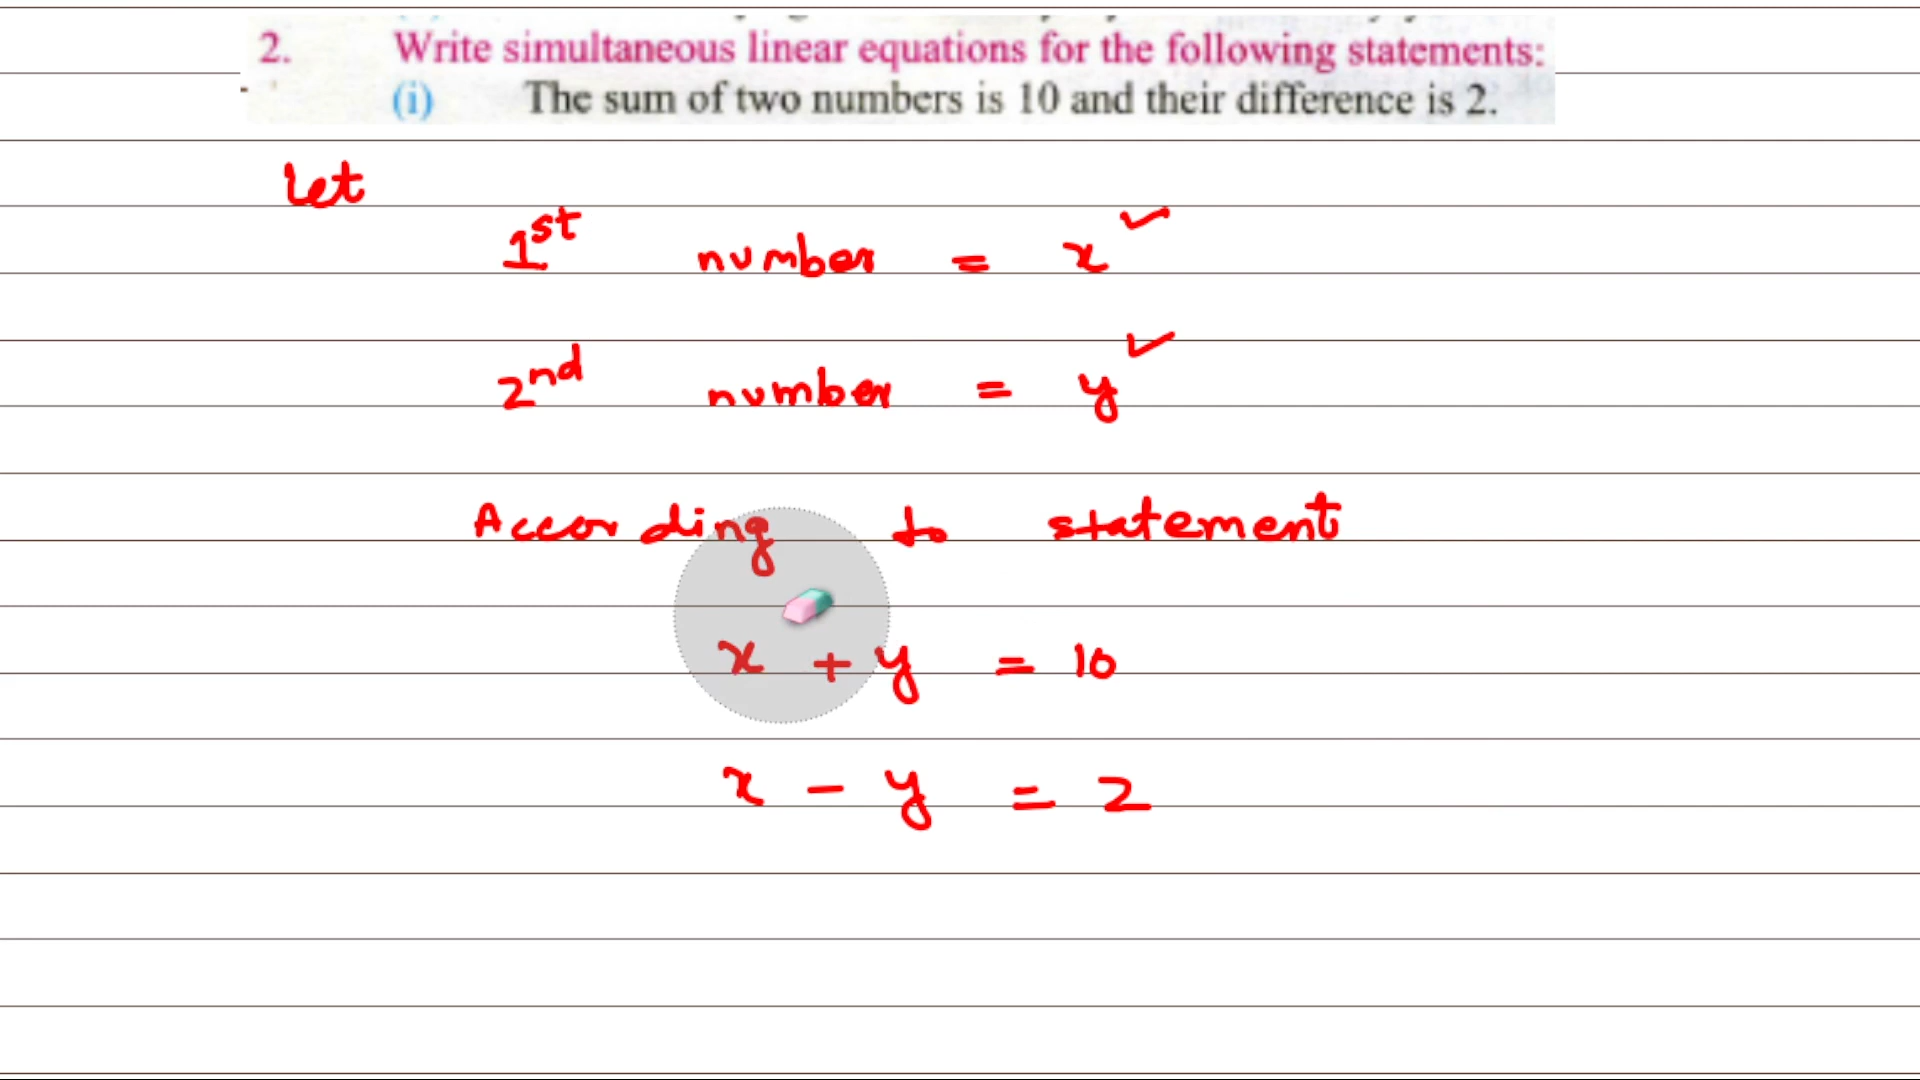 2. Write simultaneous linear equations for the following statements:
(i) The sum of two numbers is 10 and their difference is 2.
Let
1st number = x ✓
2nd number = y ✓
According to statement
x + y = 10
x - y = 2